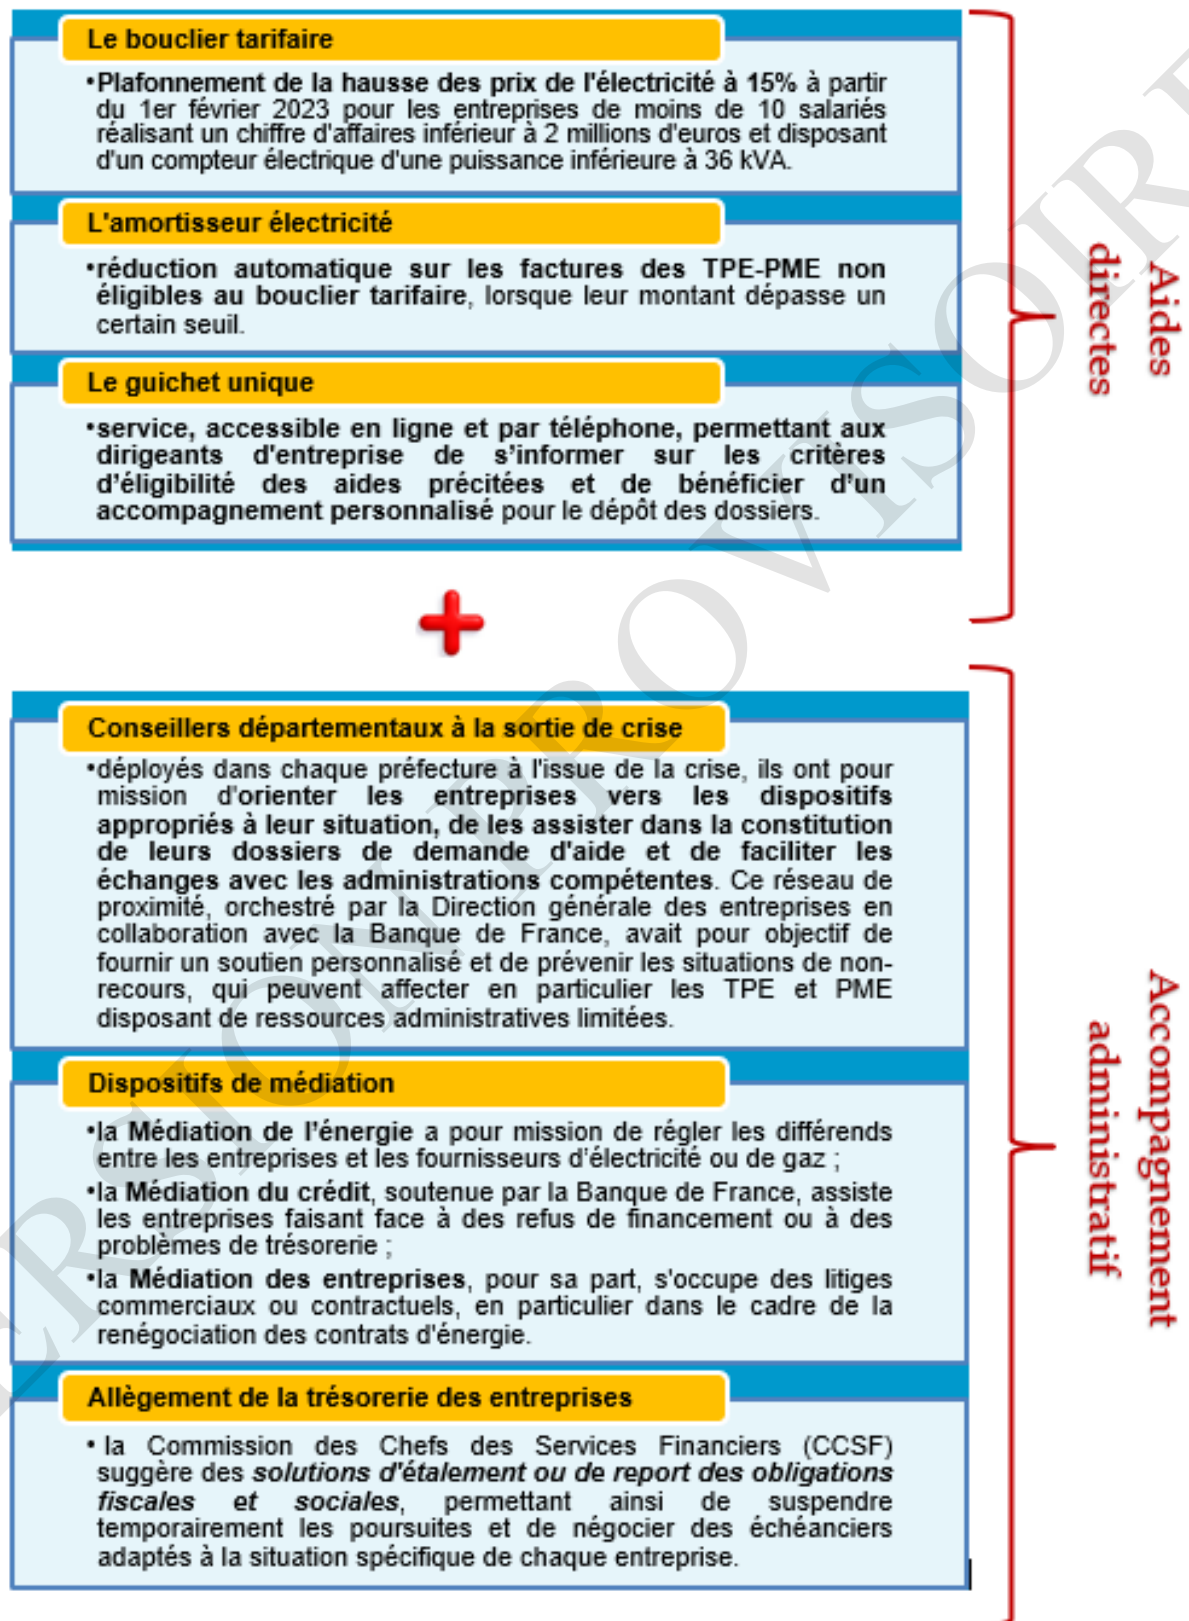 Le bouclier tarifaire
•Plafonnement de la hausse des prix de l'électricité à 15% à partir
du 1er février 2023 pour les entreprises de moins de 10 salariés
réalisant un chiffre d'affaires inférieur à 2 millions d'euros et disposant
d'un compteur électrique d'une puissance inférieure à 36 kVA.
L'amortisseur électricité
•réduction automatique sur les factures des TPE-PME non
éligibles au bouclier tarifaire, lorsque leur montant dépasse un
certain seuil.
Le guichet unique
•service, accessible en ligne et par téléphone, permettant aux
dirigeants d'entreprise de s’informer sur les critères
d’éligibilité des aides précitées et de bénéficier d’un
accompagnement personnalisé pour le dépôt des dossiers.
Aides
directes
Conseillers départementaux à la sortie de crise
•déployés dans chaque préfecture à l'issue de la crise, ils ont pour
mission d'orienter les entreprises vers les dispositifs
appropriés à leur situation, de les assister dans la constitution
de leurs dossiers de demande d'aide et de faciliter les
échanges avec les administrations compétentes. Ce réseau de
proximité, orchestré par la Direction générale des entreprises en
collaboration avec la Banque de France, avait pour objectif de
fournir un soutien personnalisé et de prévenir les situations de non-
recours, qui peuvent affecter en particulier les TPE et PME
disposant de ressources administratives limitées.
Dispositifs de médiation
•la Médiation de l’énergie a pour mission de régler les différends
entre les entreprises et les fournisseurs d’électricité ou de gaz ;
•la Médiation du crédit, soutenue par la Banque de France, assiste
les entreprises faisant face à des refus de financement ou à des
problèmes de trésorerie ;
•la Médiation des entreprises, pour sa part, s'occupe des litiges
commerciaux ou contractuels, en particulier dans le cadre de la
renégociation des contrats d'énergie.
Allègement de la trésorerie des entreprises
• la Commission des Chefs des Services Financiers (CCSF)
suggère des solutions d'étalement ou de report des obligations
fiscales et sociales, permettant ainsi de suspendre
temporairement les poursuites et de négocier des échéanciers
adaptés à la situation spécifique de chaque entreprise.
Accompagnement
administratif
ERSION PROVISOIRE